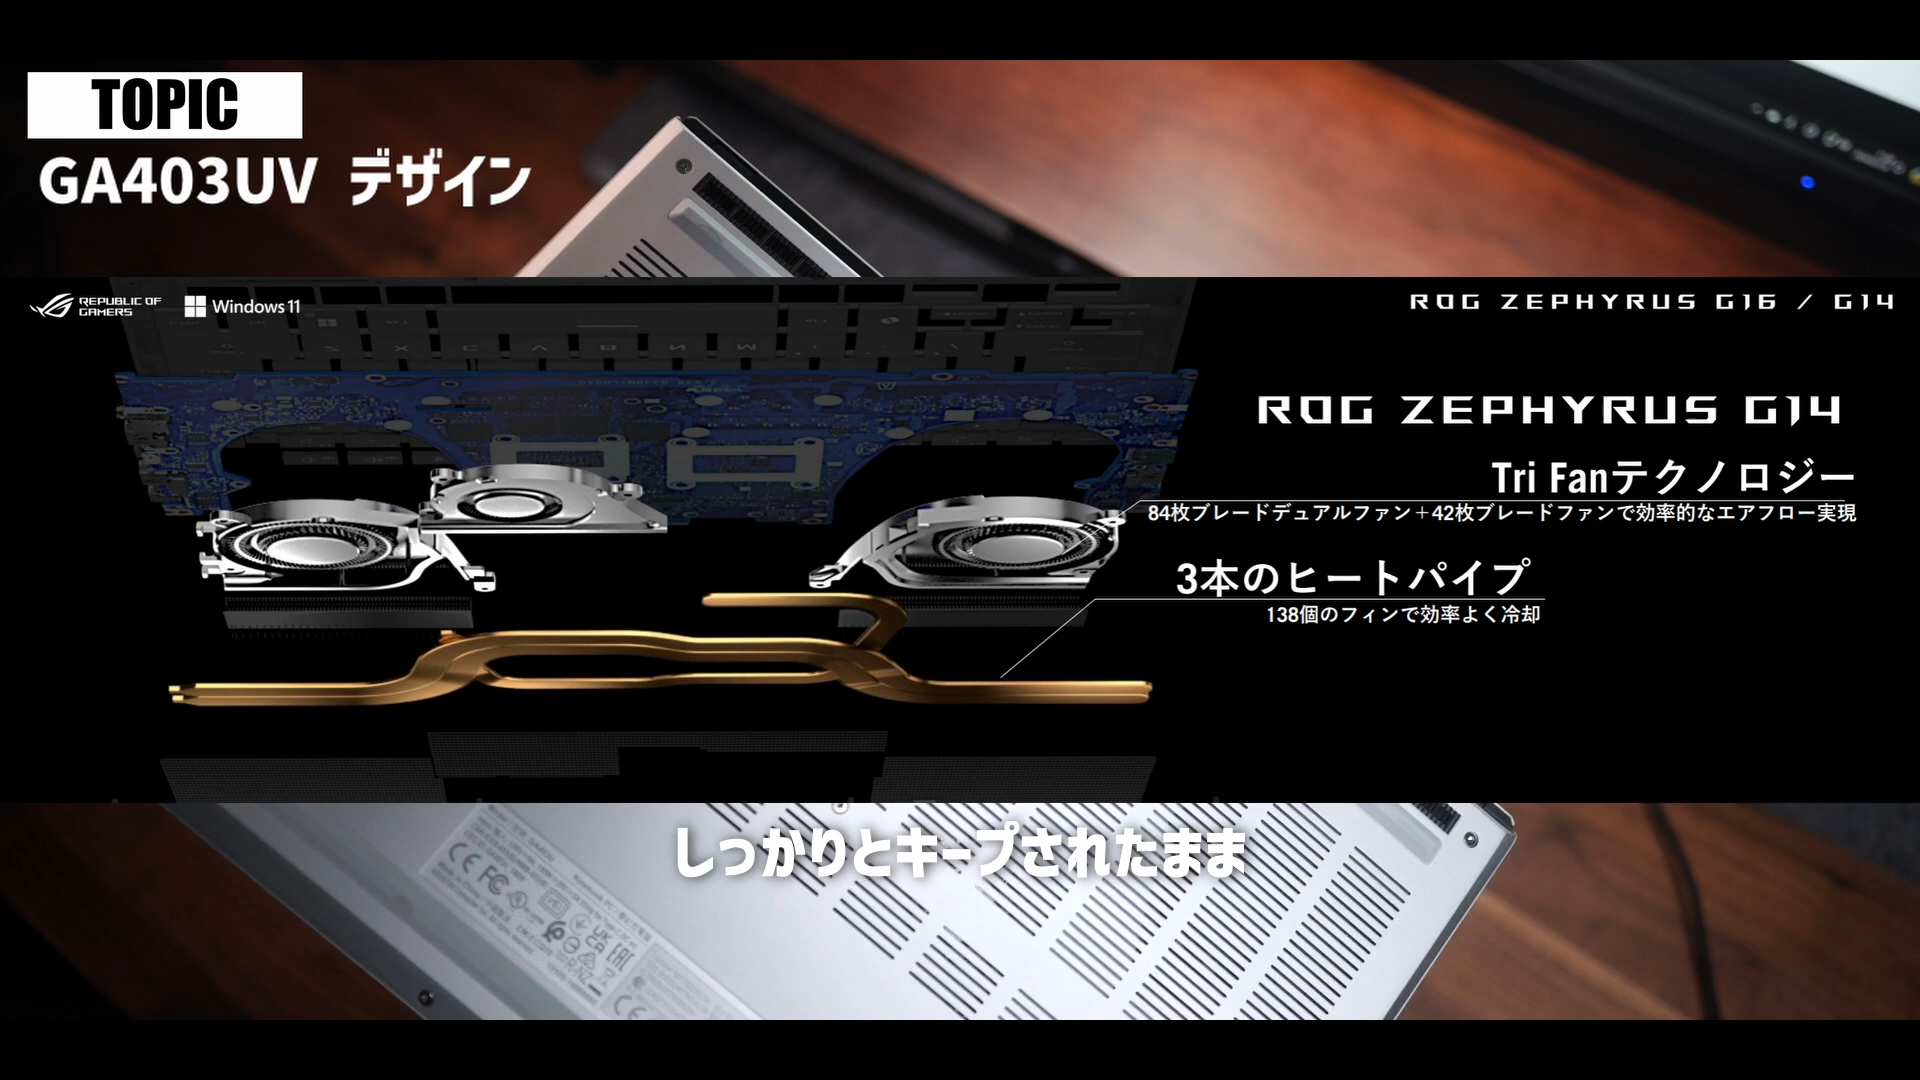 TOPIC
GA403UV デザイン
REPUBLIC OF
GAMERS
Windows 11
ROG ZEPHYRUS G16 / G14
ROG ZEPHYRUS G14
Tri Fanテクノロジー
84枚ブレードデュアルファン＋42枚ブレードファンで効率的なエアフロー実現
3本のヒートパイプ
138個のフィンで効率よく冷却
しっかりとキープされたまま